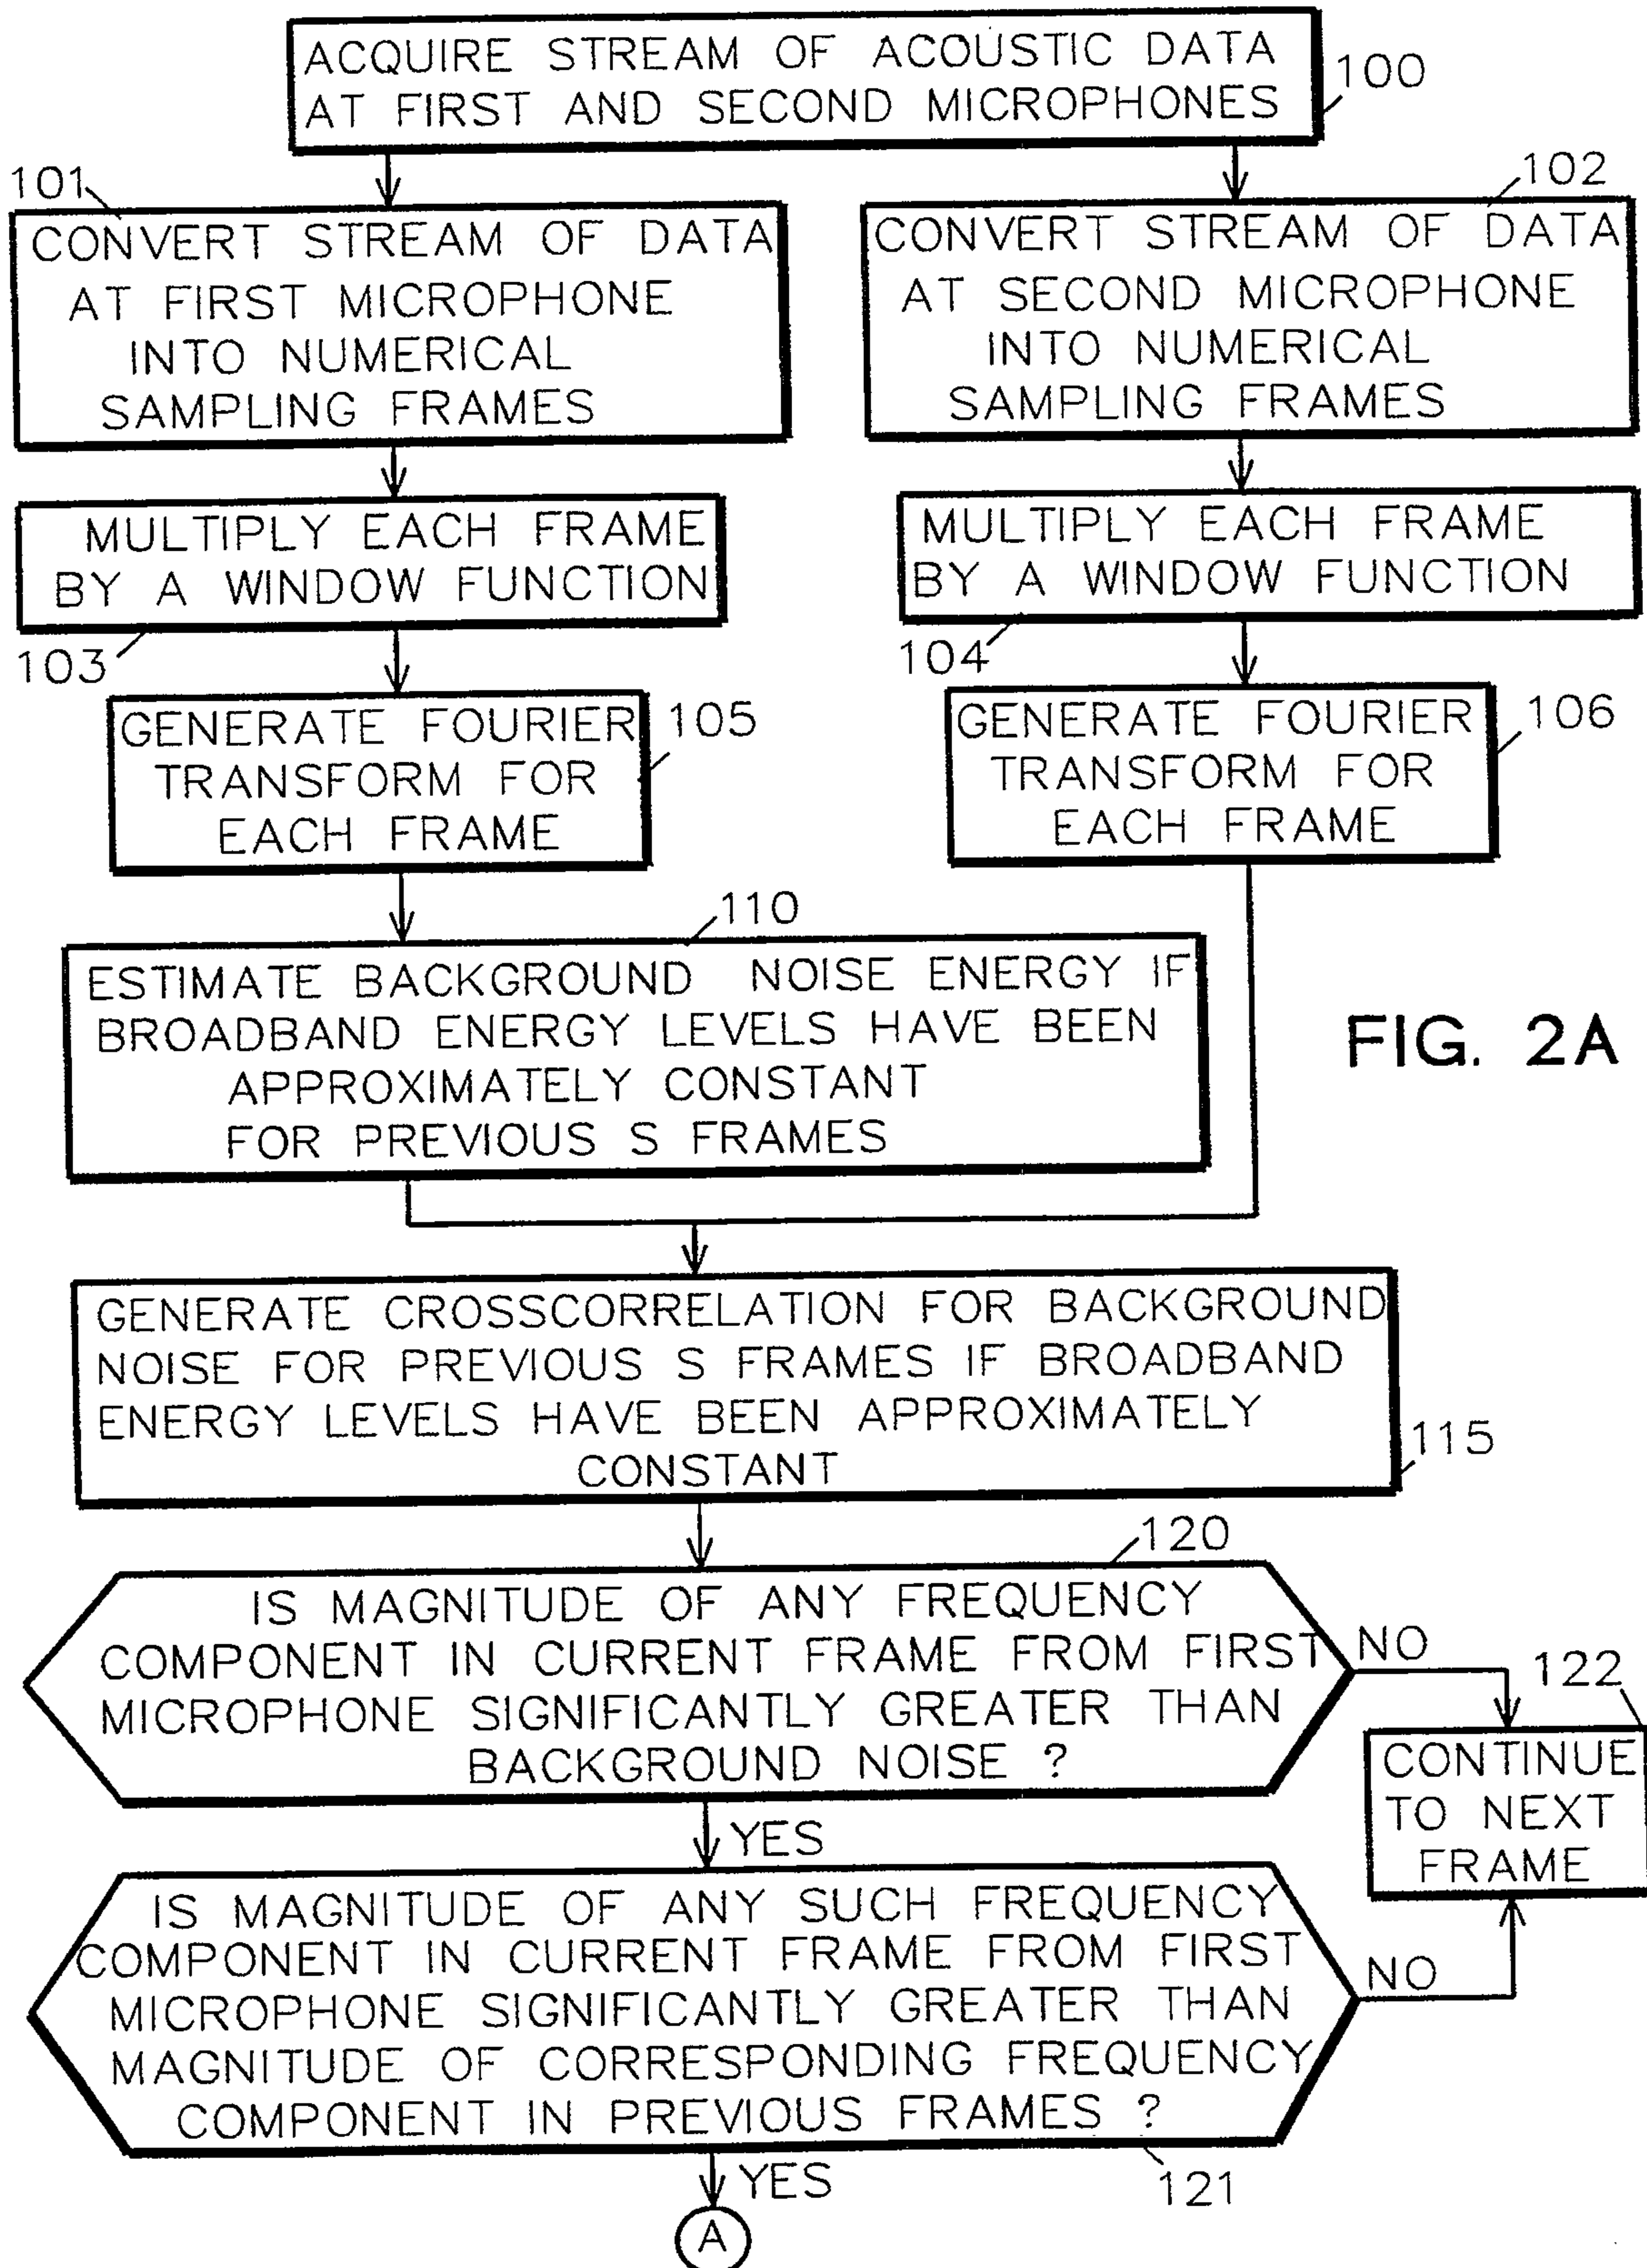 ACQUIRE STREAM OF ACOUSTIC DATA
AT FIRST AND SECOND MICROPHONES
100
101
CONVERT STREAM OF DATA
AT FIRST MICROPHONE
INTO NUMERICAL
SAMPLING FRAMES
102
CONVERT STREAM OF DATA
AT SECOND MICROPHONE
INTO NUMERICAL
SAMPLING FRAMES
MULTIPLY EACH FRAME
BY A WINDOW FUNCTION
103
MULTIPLY EACH FRAME
BY A WINDOW FUNCTION
104
GENERATE FOURIER
TRANSFORM FOR
EACH FRAME
105
GENERATE FOURIER
TRANSFORM FOR
EACH FRAME
106
110
ESTIMATE BACKGROUND NOISE ENERGY IF
BROADBAND ENERGY LEVELS HAVE BEEN
APPROXIMATELY CONSTANT
FOR PREVIOUS S FRAMES
FIG. 2A
GENERATE CROSSCORRELATION FOR BACKGROUND
NOISE FOR PREVIOUS S FRAMES IF BROADBAND
ENERGY LEVELS HAVE BEEN APPROXIMATELY
CONSTANT
115
120
IS MAGNITUDE OF ANY FREQUENCY
COMPONENT IN CURRENT FRAME FROM FIRST
MICROPHONE SIGNIFICANTLY GREATER THAN
BACKGROUND NOISE ?
NO
122
CONTINUE
TO NEXT
FRAME
YES
IS MAGNITUDE OF ANY SUCH FREQUENCY
COMPONENT IN CURRENT FRAME FROM FIRST
MICROPHONE SIGNIFICANTLY GREATER THAN
MAGNITUDE OF CORRESPONDING FREQUENCY
COMPONENT IN PREVIOUS FRAMES ?
NO
121
YES
A